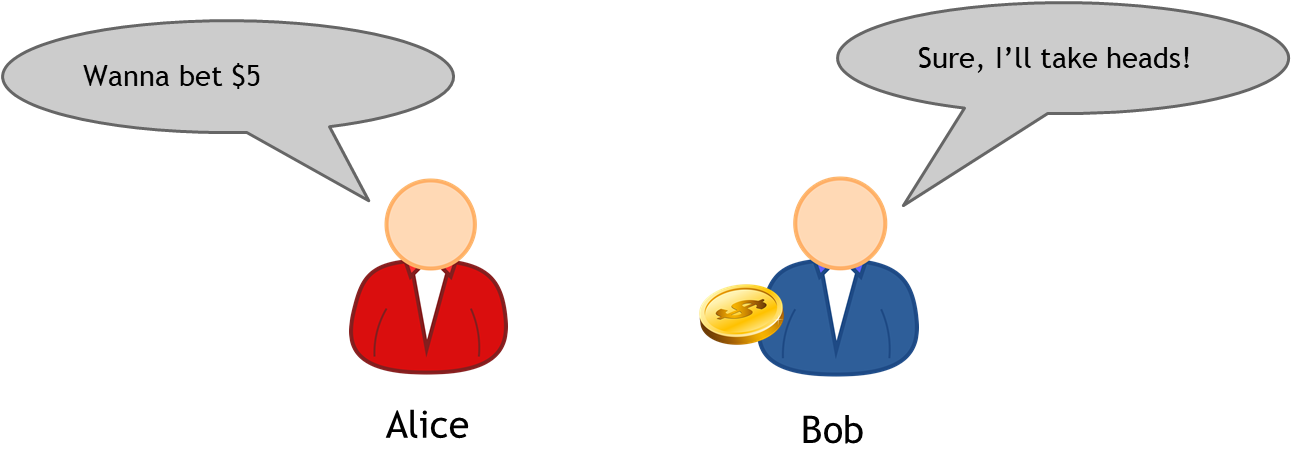 Wanna bet $5
Sure, I’ll take heads!
$
Alice
Bob